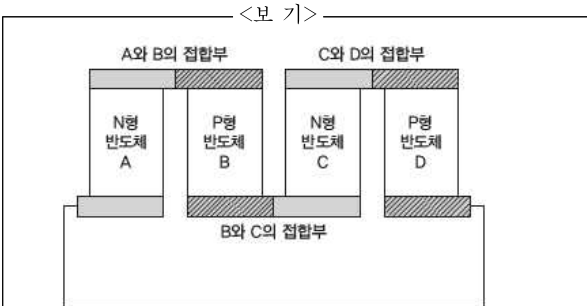 <보 기>
A와 B의 접합부
C와 D의 접합부
N형
반도체
A
P형
반도체
B
N형
반도체
C
P형
반도체
D
B와 C의 접합부